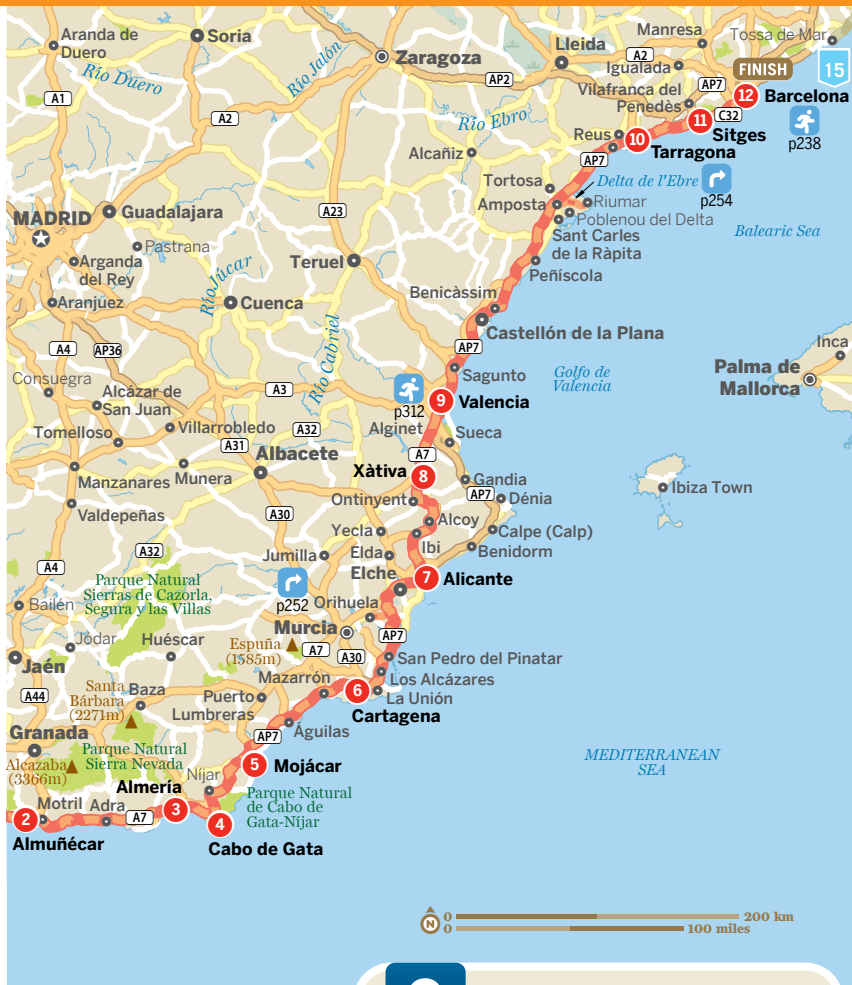 Aranda de
Duero
Soria
Río Duero
Río Jalón
Zaragoza
Lleida
Manresa
Tossa de Mar
A2
Igualada
FINISH
15
AP2
AP7
Vilafranca del
Penedès
12
Barcelona
A1
A2
C32
11
Sitges
p238
Río Ebro
Reus
10
Tarragona
Alcañiz
AP7
Tortosa
Delta de l'Ebre
p254
Amposta
Riumar
Poblenou del Delta
Sant Carles
de la Ràpita
Balearic Sea
MADRID
Guadalajara
A23
Pastrana
Arganda
del Rey
Teruel
Peñíscola
Río Júcar
Aranjuez
Cuenca
Benicàssim
Castellón de la Plana
Río Cabriel
A4
AP36
AP7
Inca
Consuegra
Sagunto
Golfo de
Valencia
Palma de
Mallorca
Alcázar de
San Juan
A3
p312
9
Valencia
Tomelloso
Villarrobledo
A32
Alginet
Sueca
A31
Albacete
A7
Xàtiva
8
Manzanares
Munera
Gandia
AP7
Dénia
Ibiza Town
Ontinyent
Valdepeñas
A30
Alcoy
Yecla
Calpe (Calp)
A32
Jumilla
Elda
Ibi
Benidorm
A4
Elche
7
Alicante
Parque Natural
Sierras de Cazorla,
Segura y las Villas
p252
Orihuela
Bailén
Murcia
Jódar
Huéscar
Espuña
(1585m)
A7
A30
AP7
Jaén
San Pedro del Pinatar
Los Alcázares
La Unión
Mazarrón
6
Cartagena
A44
Santa
Bárbara
(2271m)
Baza
Puerto
Lumbreras
Águilas
Granada
AP7
Parque Natural
Sierra Nevada
Alcazaba
(3366m)
5
Mojácar
MEDITERRANEAN
SEA
Níjar
Almería
Parque Natural
de Cabo de
Gata-Níjar
2
Motril
Adra
A7
3
4
Almuñécar
Cabo de Gata
N
0
200 km
0
100 miles